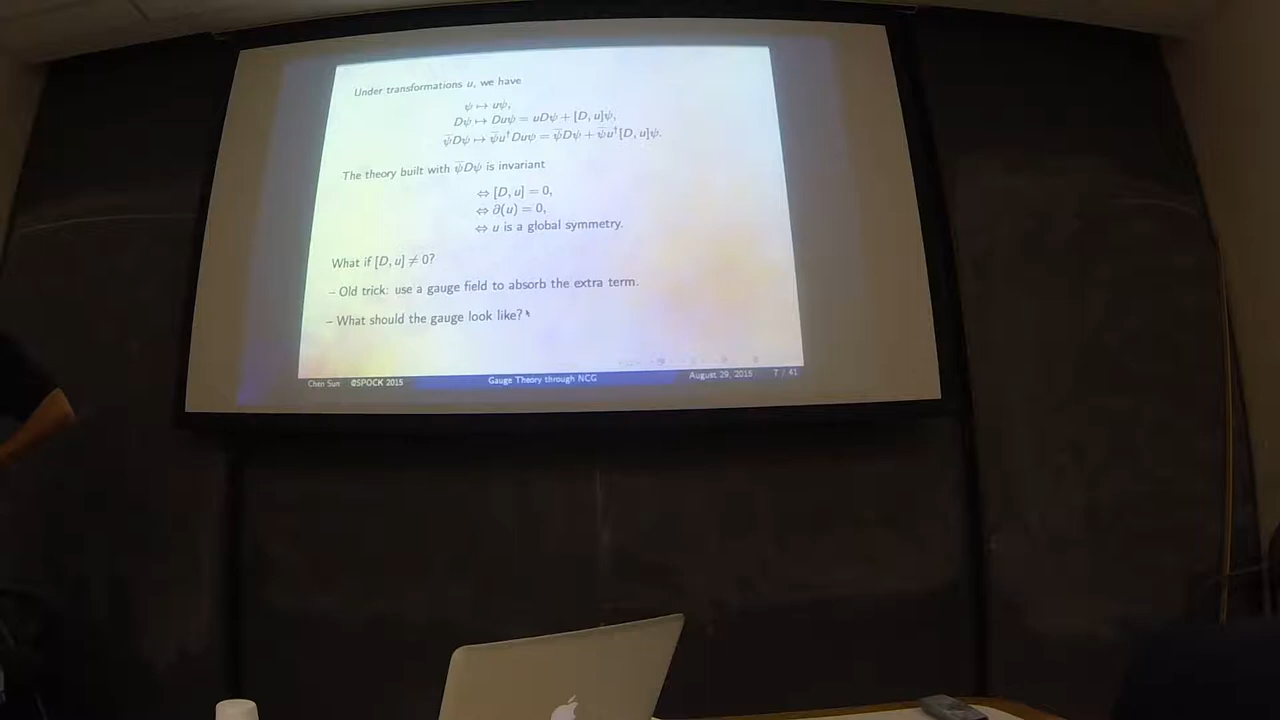 Under transformations u, we have
ψ ↦ uψ,
Dψ ↦ Duψ = uDψ + [D, u]ψ,
ψ̅Dψ ↦ ψ̅u†Duψ = ψ̅Dψ + ψ̅u†[D, u]ψ.
The theory built with ψ̅Dψ is invariant
⇔ [D, u] = 0,
⇔ ∂(u) = 0,
⇔ u is a global symmetry.
What if [D, u] ≠ 0?
– Old trick: use a gauge field to absorb the extra term.
– What should the gauge look like?
Chen Sun @SPOCK 2015 Gauge Theory through NCG August 29, 2015 7 / 41